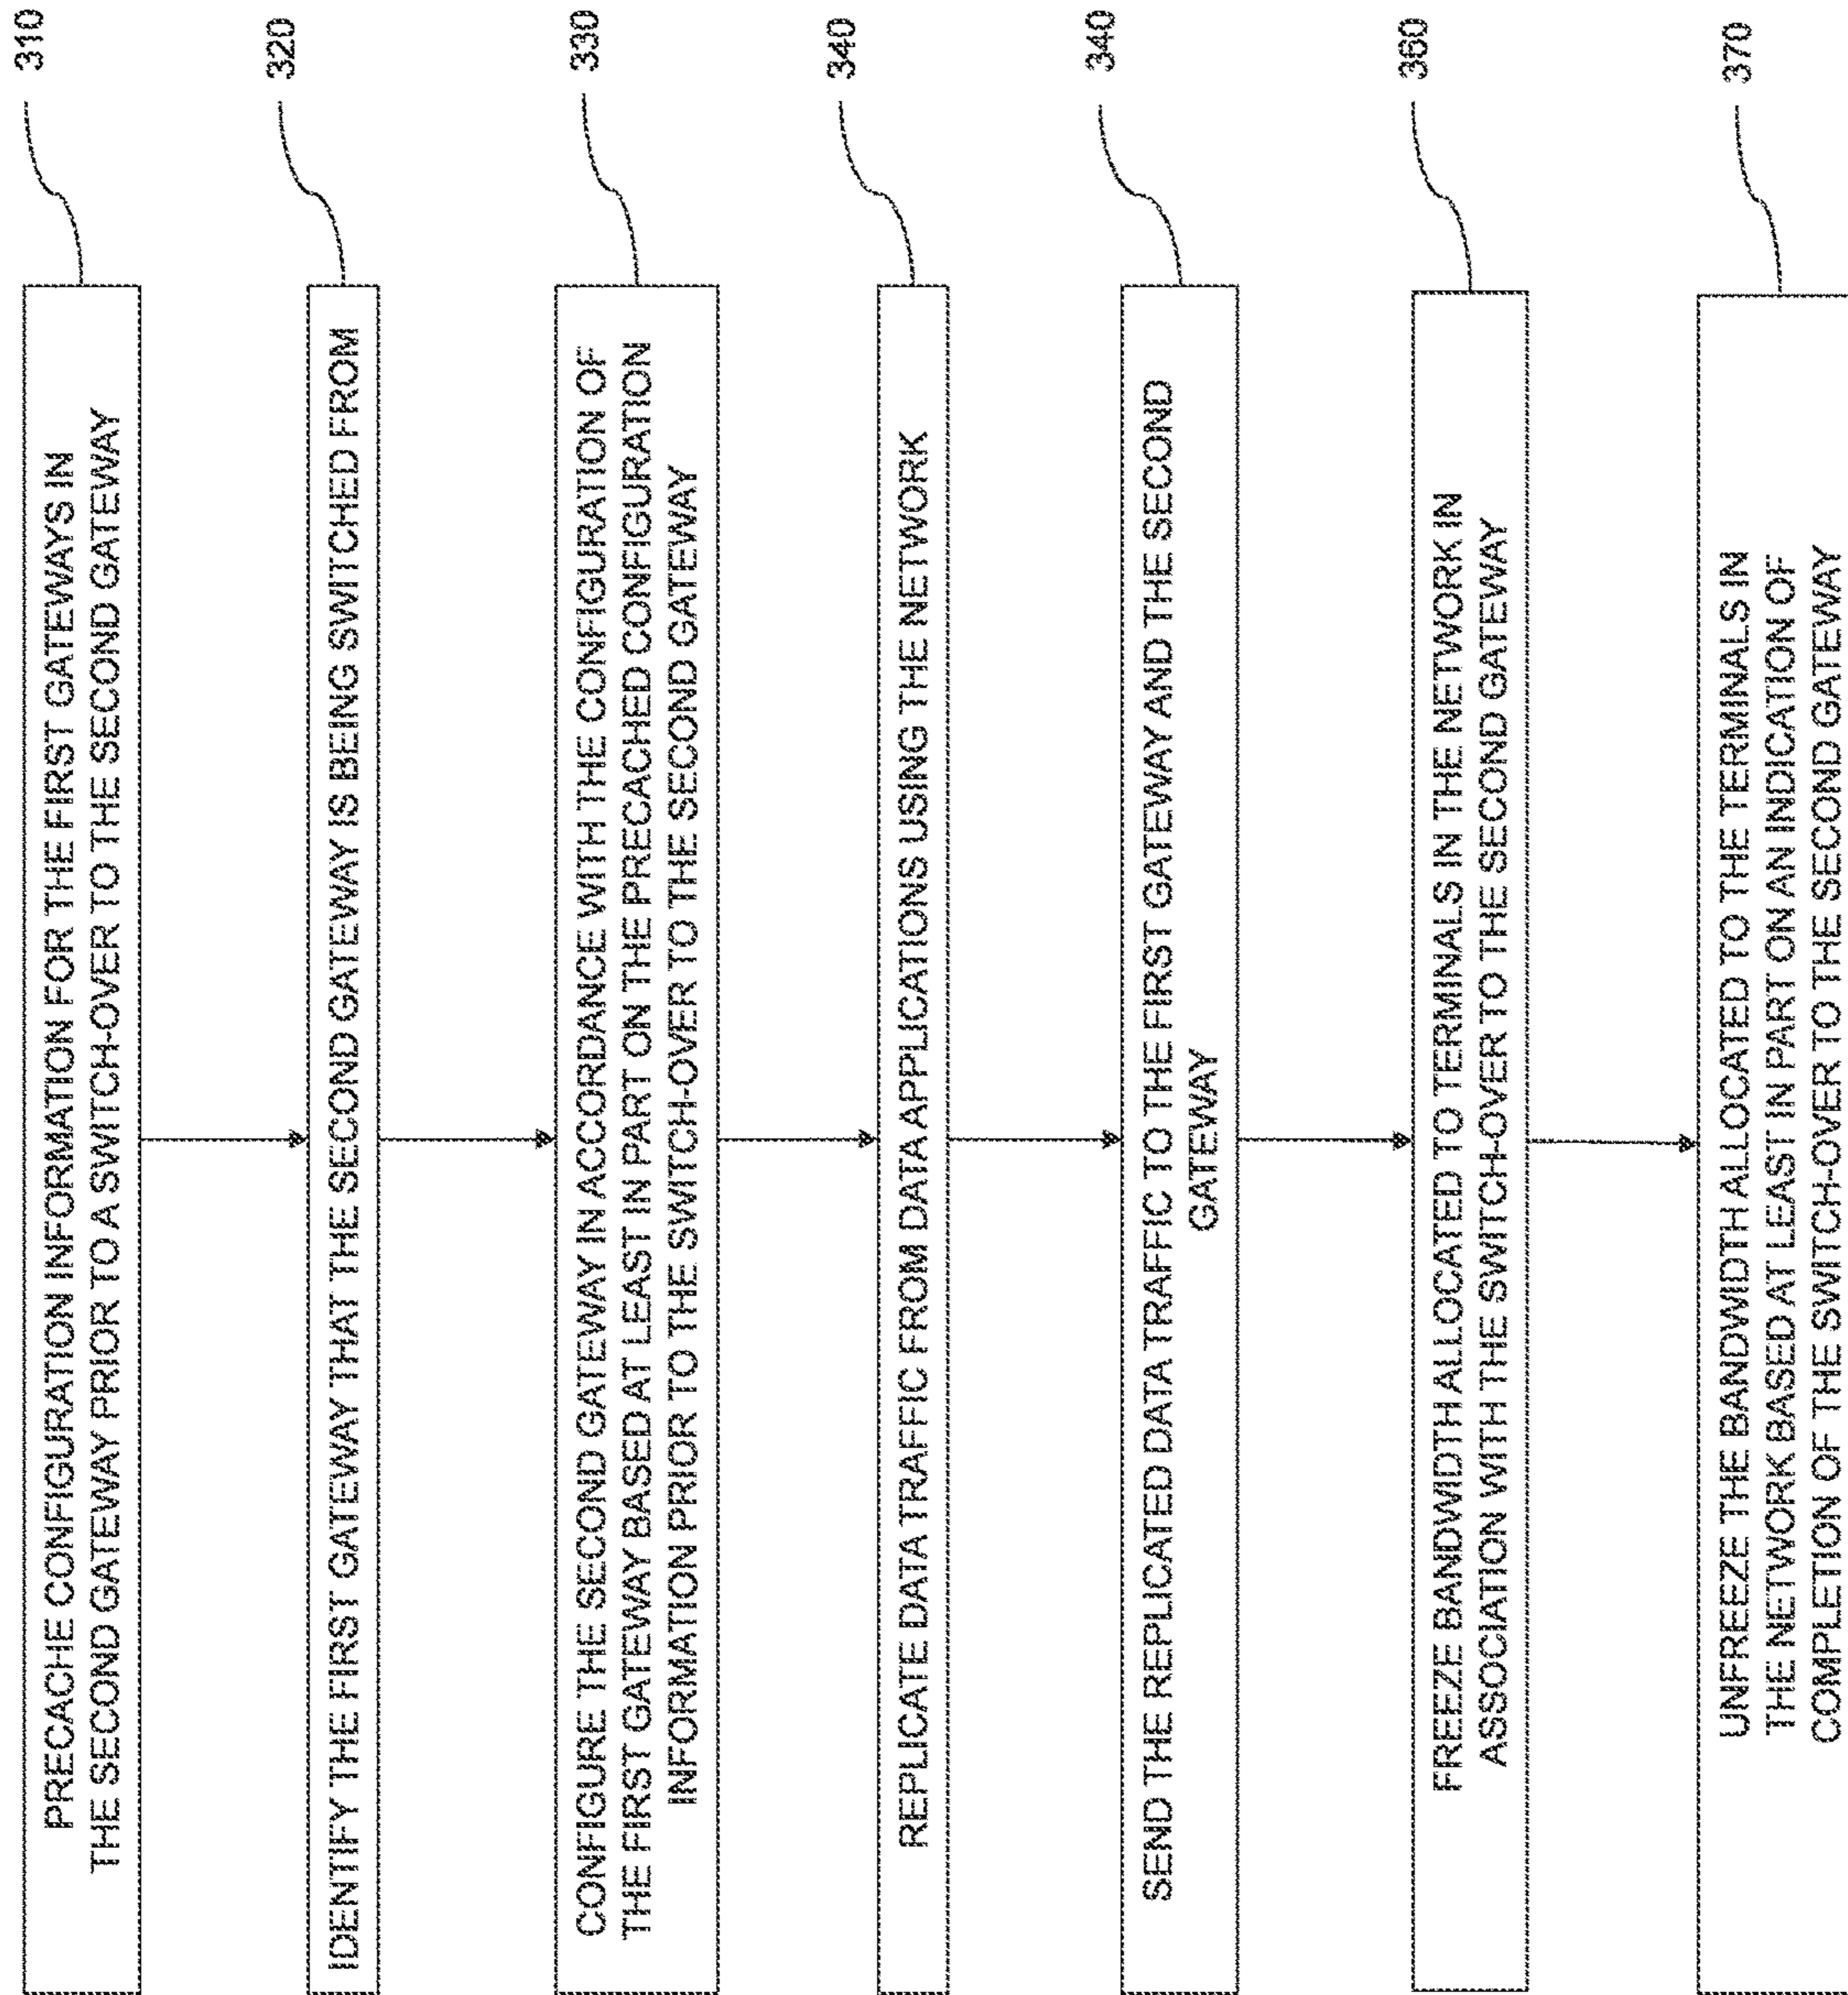 310
PRECACHE CONFIGURATION INFORMATION FOR THE FIRST GATEWAYS IN
THE SECOND GATEWAY PRIOR TO A SWITCH-OVER TO THE SECOND GATEWAY
320
IDENTIFY THE FIRST GATEWAY THAT THE SECOND GATEWAY IS BEING SWITCHED FROM
330
CONFIGURE THE SECOND GATEWAY IN ACCORDANCE WITH THE CONFIGURATION OF
THE FIRST GATEWAY BASED AT LEAST IN PART ON THE PRECACHED CONFIGURATION
INFORMATION PRIOR TO THE SWITCH-OVER TO THE SECOND GATEWAY
340
REPLICATE DATA TRAFFIC FROM DATA APPLICATIONS USING THE NETWORK
340
SEND THE REPLICATED DATA TRAFFIC TO THE FIRST GATEWAY AND THE SECOND
GATEWAY
360
FREEZE BANDWIDTH ALLOCATED TO TERMINALS IN THE NETWORK IN
ASSOCIATION WITH THE SWITCH-OVER TO THE SECOND GATEWAY
370
UNFREEZE THE BANDWIDTH ALLOCATED TO THE TERMINALS IN
THE NETWORK BASED AT LEAST IN PART ON AN INDICATION OF
COMPLETION OF THE SWITCH-OVER TO THE SECOND GATEWAY